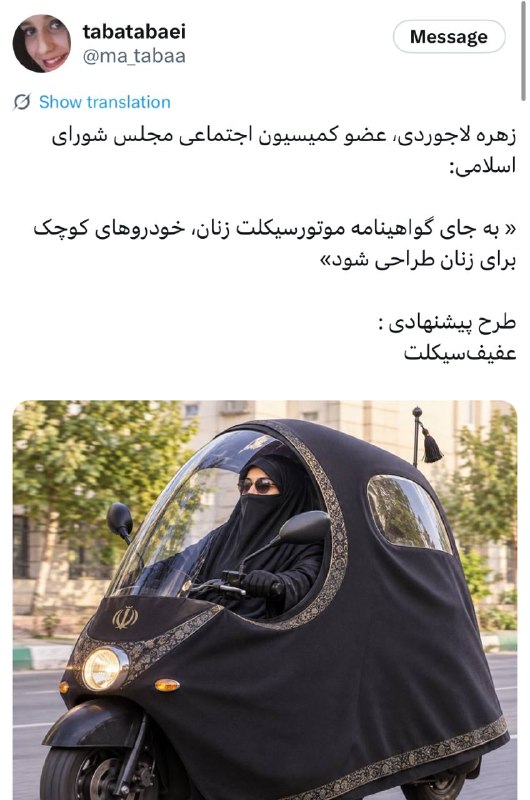 tabatabaei
@ma_tabaa
Message
Show translation
زهره لاجوردی، عضو کمیسیون اجتماعی مجلس شورای
اسلامی:
« به جای گواهینامه موتورسیکلت زنان، خودروهای کوچک
برای زنان طراحی شود»
طرح پیشنهادی :
عفیف‌سیکلت